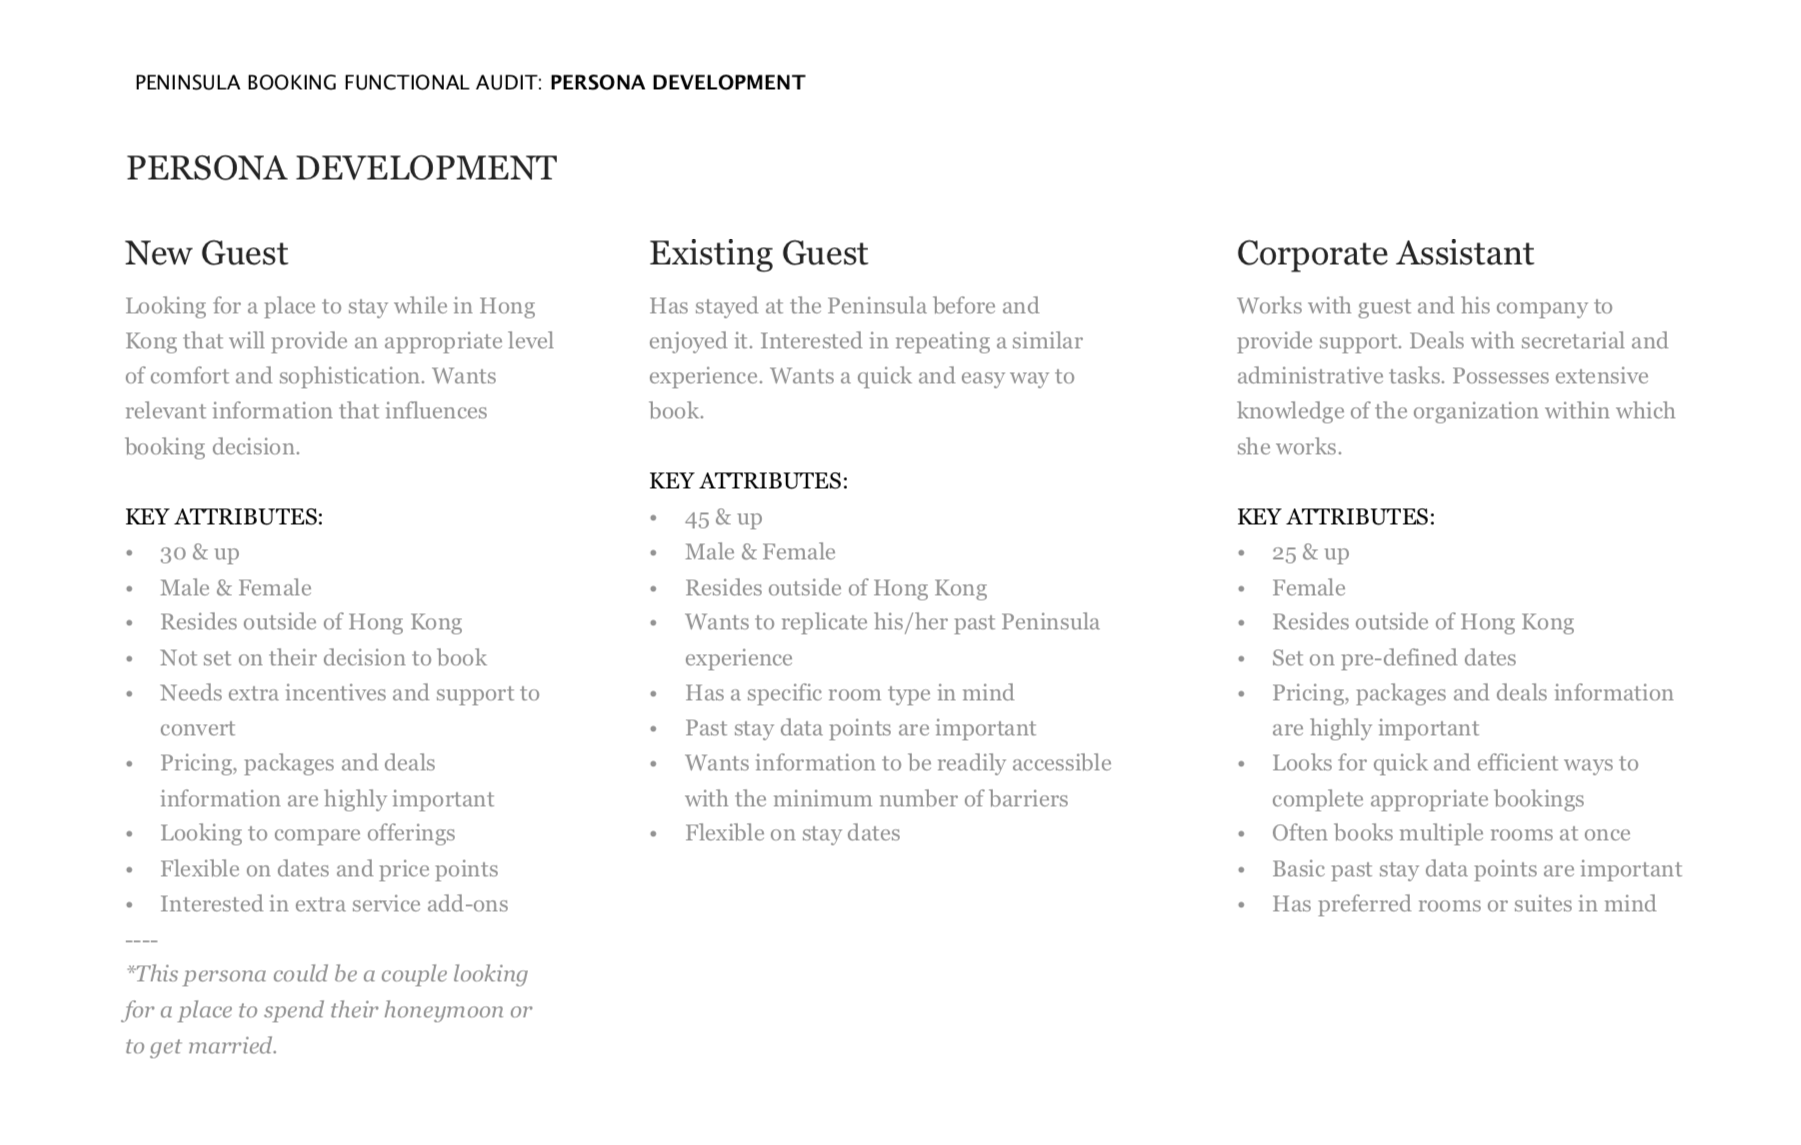 PENINSULA BOOKING FUNCTIONAL AUDIT: PERSONA DEVELOPMENT
PERSONA DEVELOPMENT
New Guest
Looking for a place to stay while in Hong
Kong that will provide an appropriate level
of comfort and sophistication. Wants
relevant information that influences
booking decision.
KEY ATTRIBUTES:
• 30 & up
• Male & Female
• Resides outside of Hong Kong
• Not set on their decision to book
• Needs extra incentives and support to
convert
• Pricing, packages and deals
information are highly important
• Looking to compare offerings
• Flexible on dates and price points
• Interested in extra service add-ons
----
*This persona could be a couple looking
for a place to spend their honeymoon or
to get married.
Existing Guest
Has stayed at the Peninsula before and
enjoyed it. Interested in repeating a similar
experience. Wants a quick and easy way to
book.
KEY ATTRIBUTES:
• 45 & up
• Male & Female
• Resides outside of Hong Kong
• Wants to replicate his/her past Peninsula
experience
• Has a specific room type in mind
• Past stay data points are important
• Wants information to be readily accessible
with the minimum number of barriers
• Flexible on stay dates
Corporate Assistant
Works with guest and his company to
provide support. Deals with secretarial and
administrative tasks. Possesses extensive
knowledge of the organization within which
she works.
KEY ATTRIBUTES:
• 25 & up
• Female
• Resides outside of Hong Kong
• Set on pre-defined dates
• Pricing, packages and deals information
are highly important
• Looks for quick and efficient ways to
complete appropriate bookings
• Often books multiple rooms at once
• Basic past stay data points are important
• Has preferred rooms or suites in mind